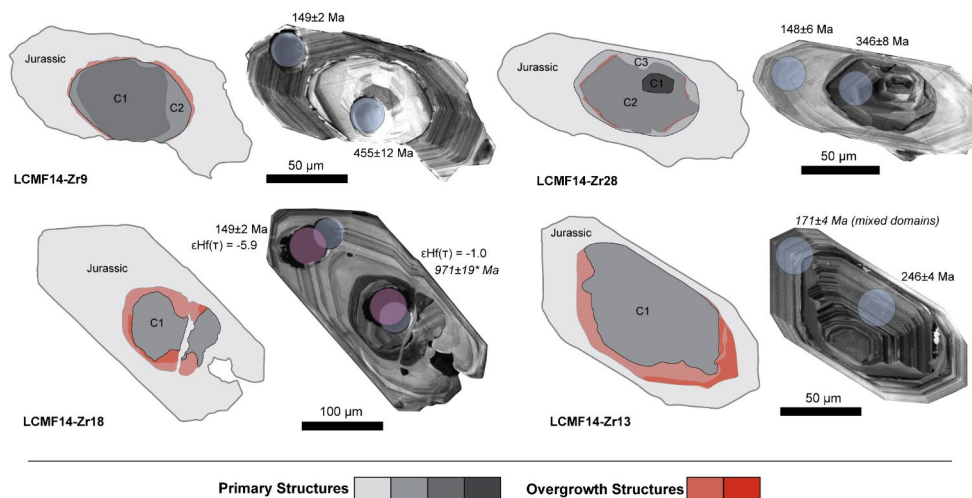 149±2 Ma
Jurassic
C1
C2
455±12 Ma
50 µm
LCMF14-Zr9
148±6 Ma
346±8 Ma
Jurassic
C3
C1
C2
50 µm
LCMF14-Zr28
149±2 Ma
εHf(τ) = -5.9
εHf(τ) = -1.0
971±19* Ma
Jurassic
C1
100 µm
LCMF14-Zr18
171±4 Ma (mixed domains)
Jurassic
246±4 Ma
C1
50 µm
LCMF14-Zr13
Primary Structures
Overgrowth Structures